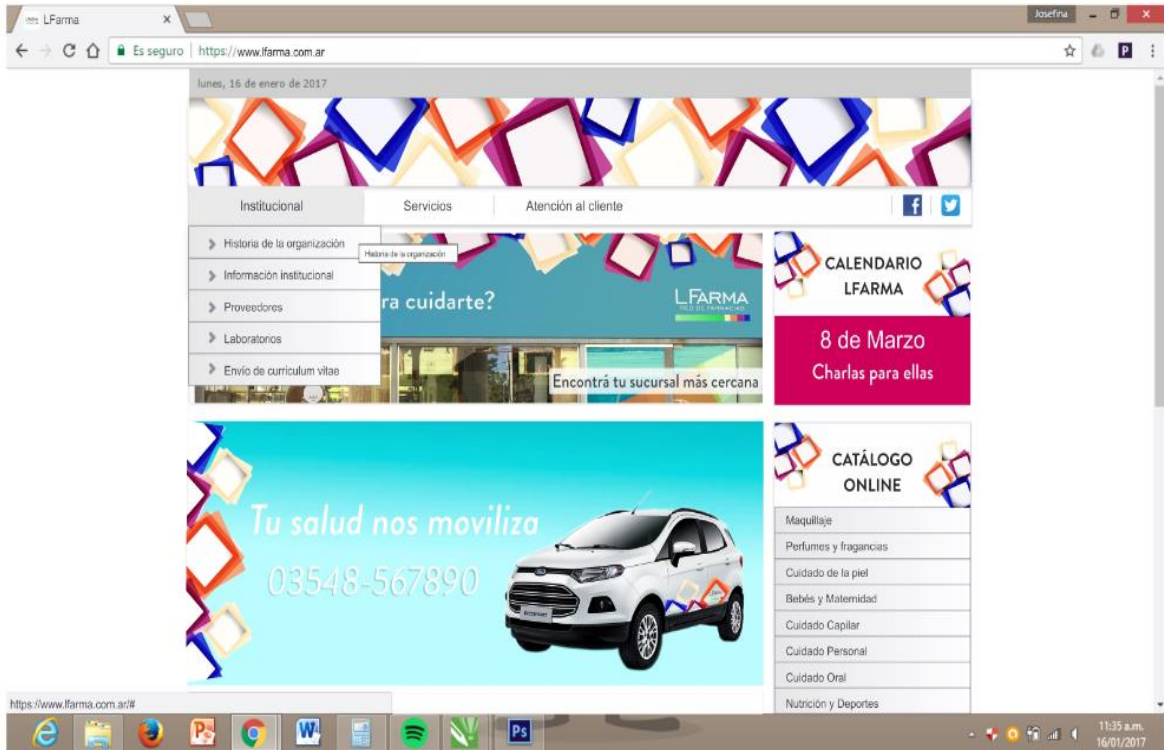 LFarma
Josefina
Es seguro
https://www.lfarma.com.ar
lunes, 16 de enero de 2017
Institucional
Servicios
Atención al cliente
Historia de la organización
Historia de la organización
Información institucional
Proveedores
Laboratorios
Envío de curriculum vitae
ra cuidarte?
LFARMA
RED DE FARMACIAS
Encontrá tu sucursal más cercana
CALENDARIO
LFARMA
8 de Marzo
Charlas para ellas
Tu salud nos moviliza
03548-567890
CATÁLOGO
ONLINE
Maquillaje
Perfumes y fragancias
Cuidado de la piel
Bebés y Maternidad
Cuidado Capilar
Cuidado Personal
Cuidado Oral
Nutrición y Deportes
https://www.lfarma.com.ar/#
11:35 a.m.
16/01/2017